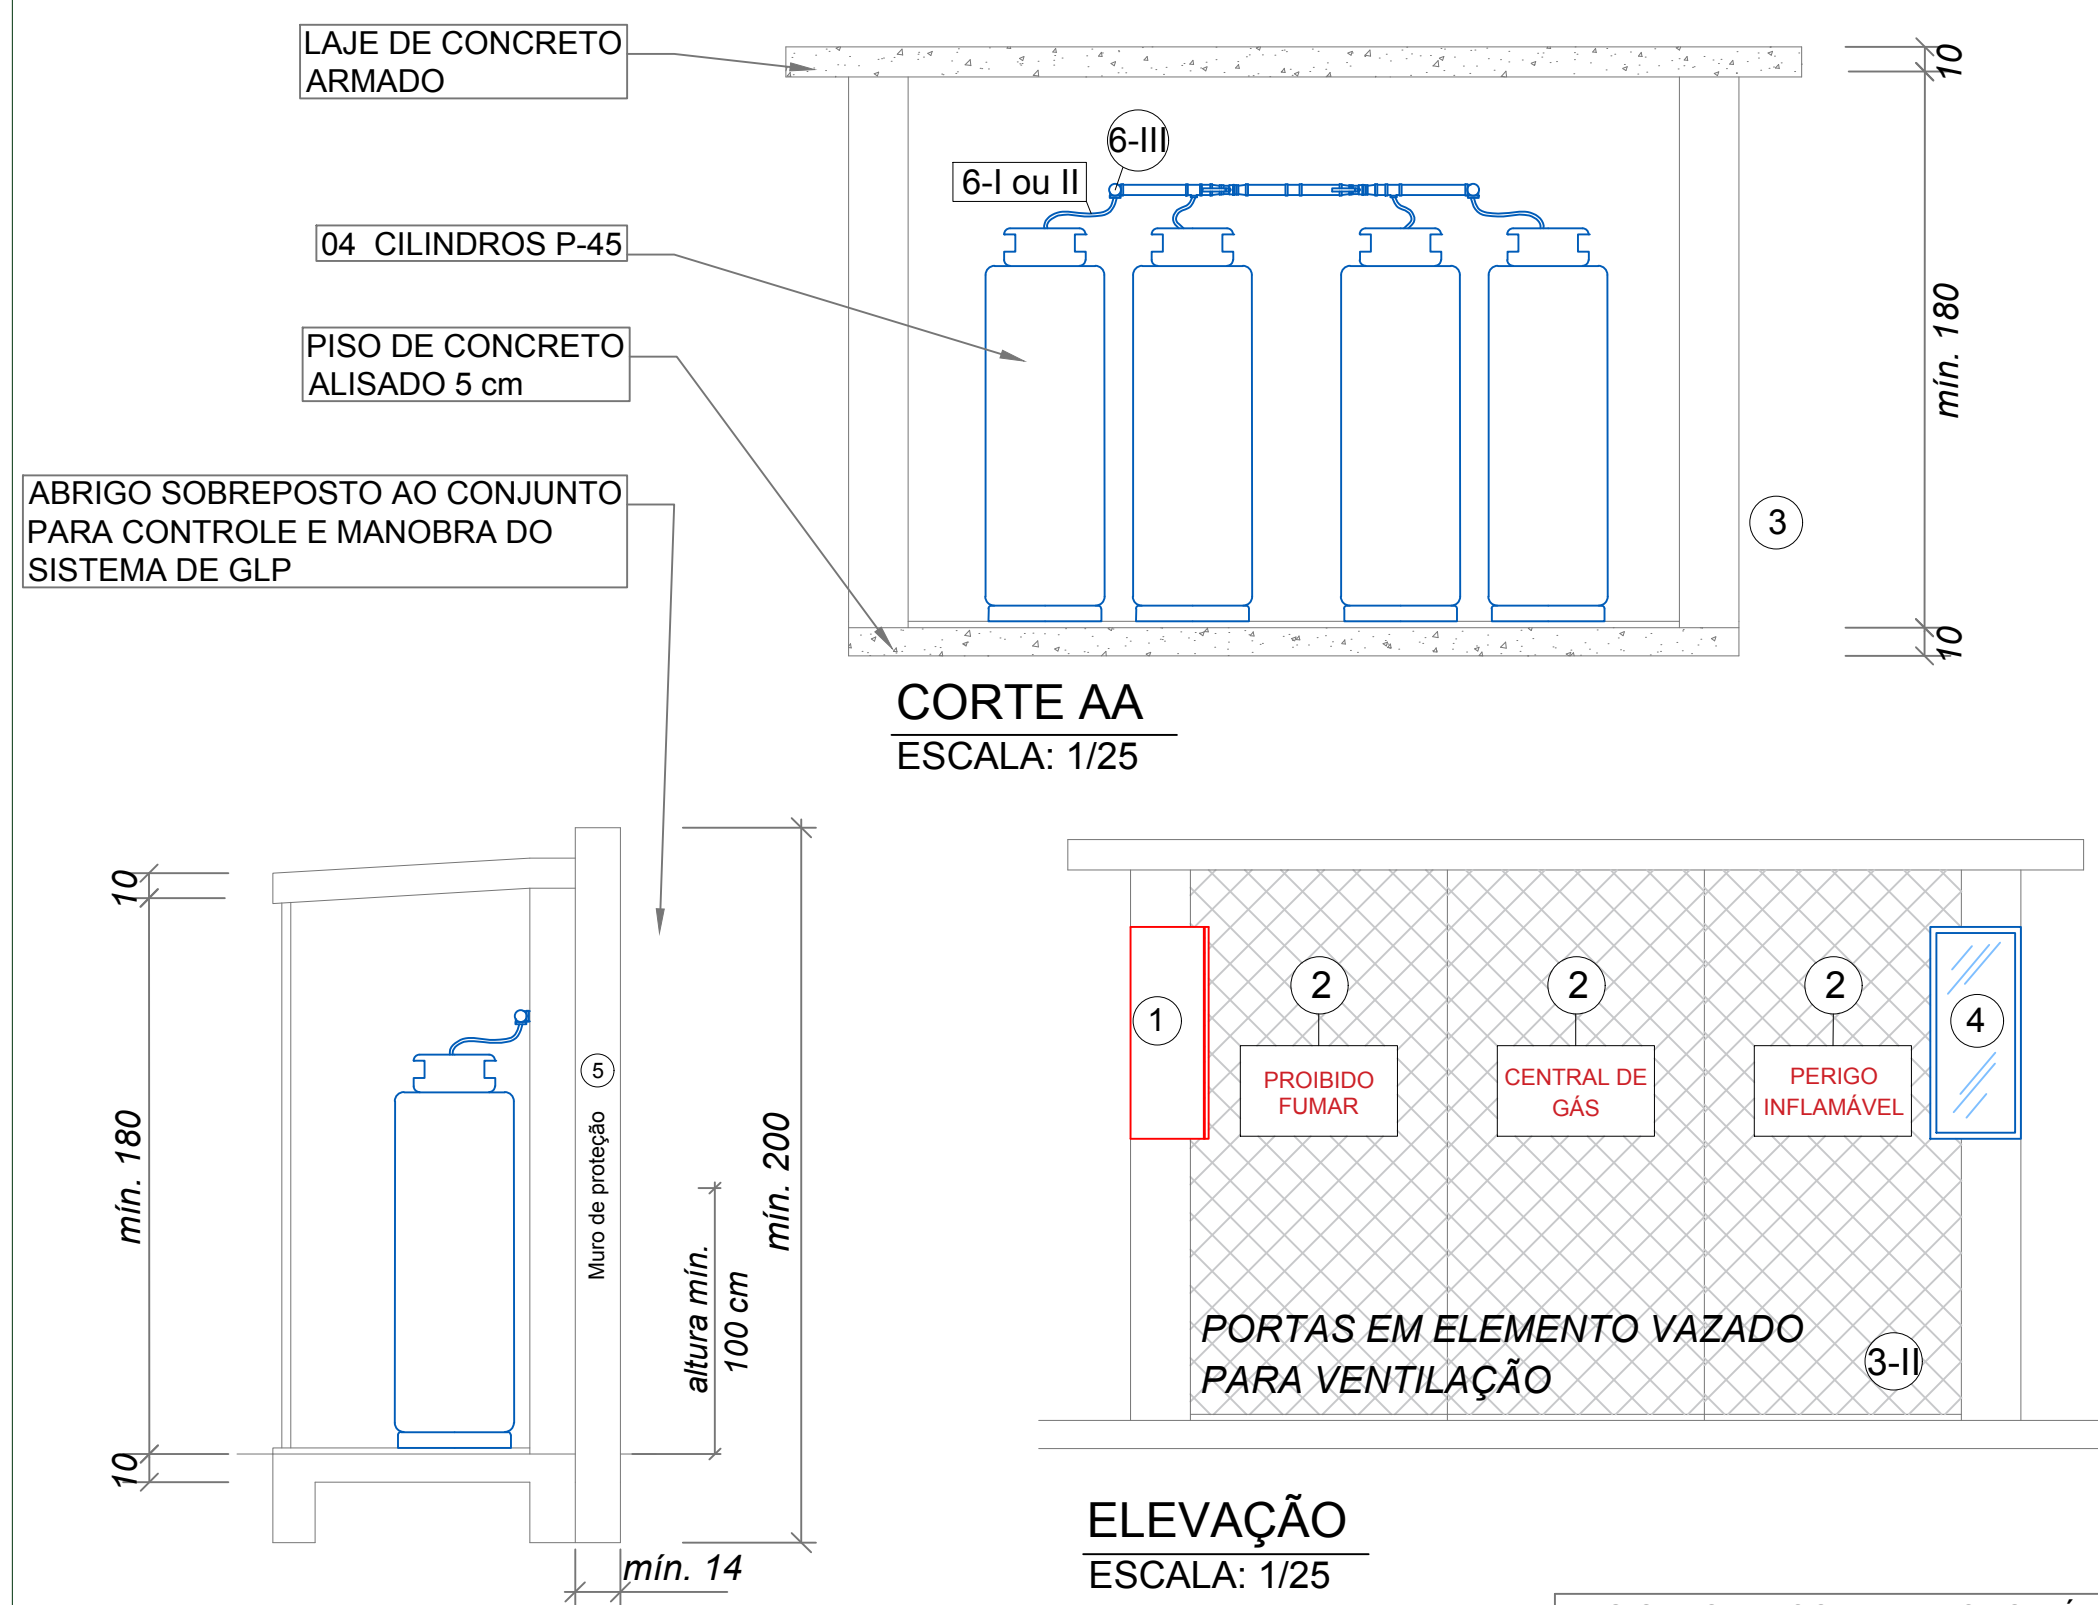 LAJE DE CONCRETO
ARMADO
10
6-III
6-I ou II
04 CILINDROS P-45
mín. 180
PISO DE CONCRETO
ALISADO 5 cm
ABRIGO SOBREPOSTO AO CONJUNTO
PARA CONTROLE E MANOBRA DO
SISTEMA DE GLP
3
10
CORTE AA
ESCALA: 1/25
10
mín. 180
10
5
Muro de proteção
altura mín.
100 cm
mín. 200
mín. 14
1
2
2
2
4
PROIBIDO
FUMAR
CENTRAL DE
GÁS
PERIGO
INFLAMÁVEL
PORTAS EM ELEMENTO VAZADO
PARA VENTILAÇÃO
3-II
ELEVAÇÃO
ESCALA: 1/25